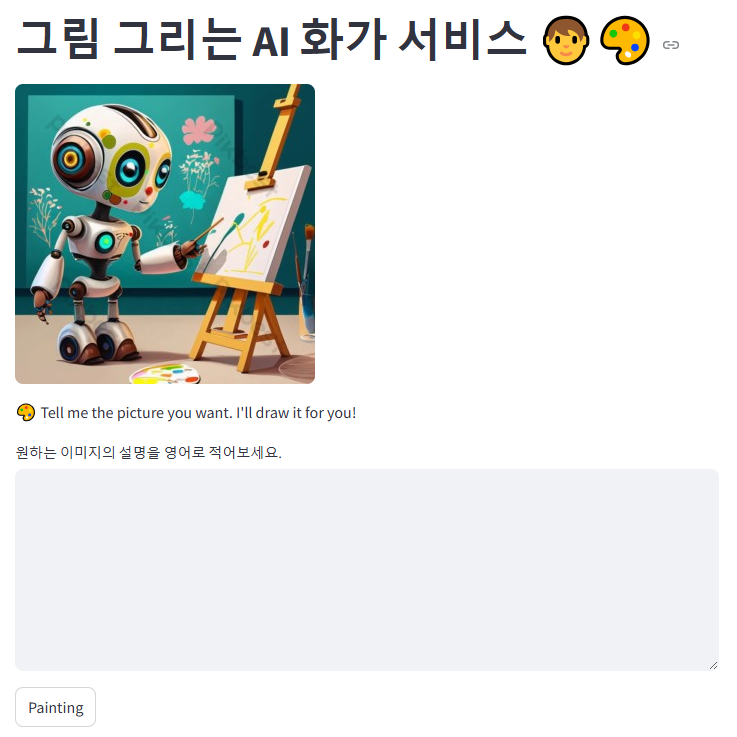 그림 그리는 AI 화가 서비스
Tell me the picture you want. I'll draw it for you!
원하는 이미지의 설명을 영어로 적어보세요.
Painting